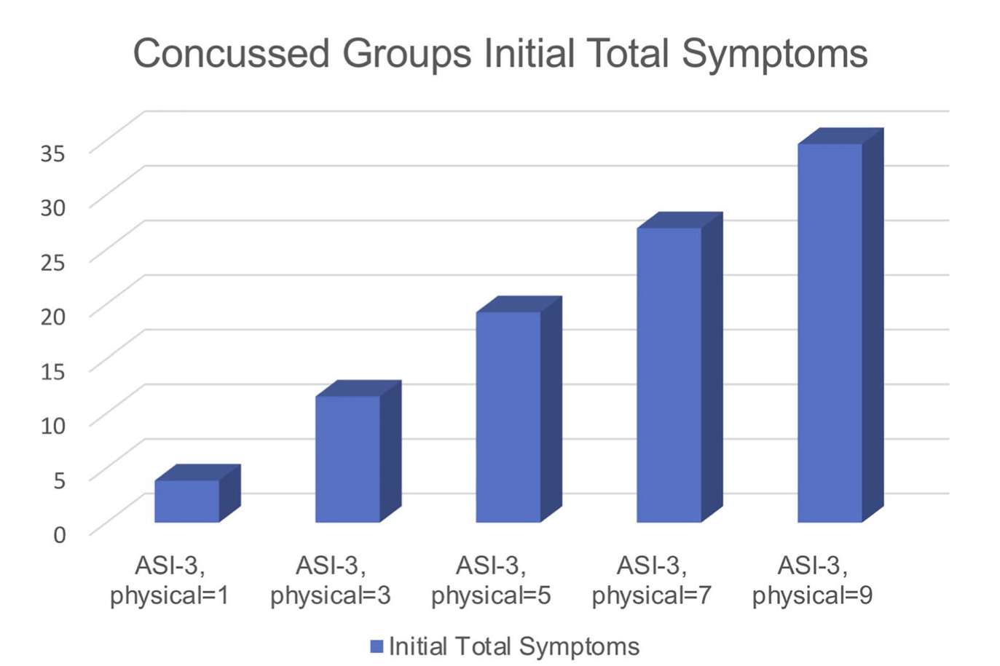 Concussed Groups Initial Total Symptoms
35
30
25
20
15
10
5
0
ASI-3, physical=1
ASI-3, physical=3
ASI-3, physical=5
ASI-3, physical=7
ASI-3, physical=9
Initial Total Symptoms